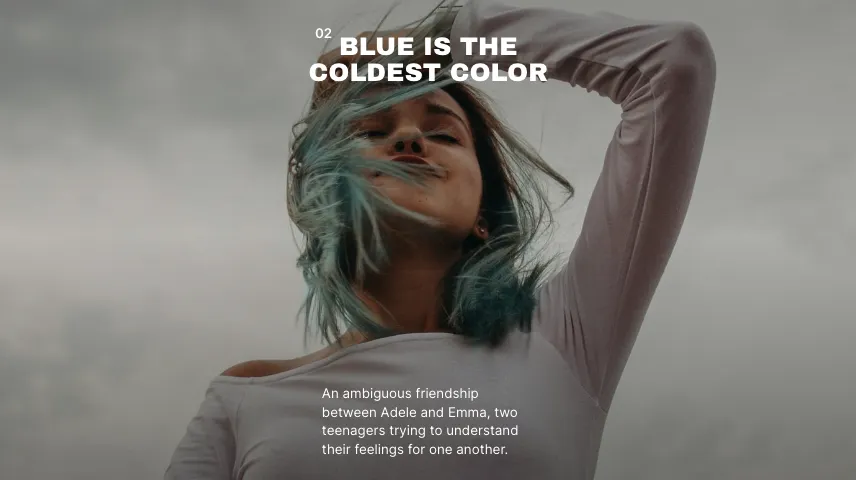 02
BLUE IS THE
COLDEST COLOR
An ambiguous friendship
between Adele and Emma, two
teenagers trying to understand
their feelings for one another.